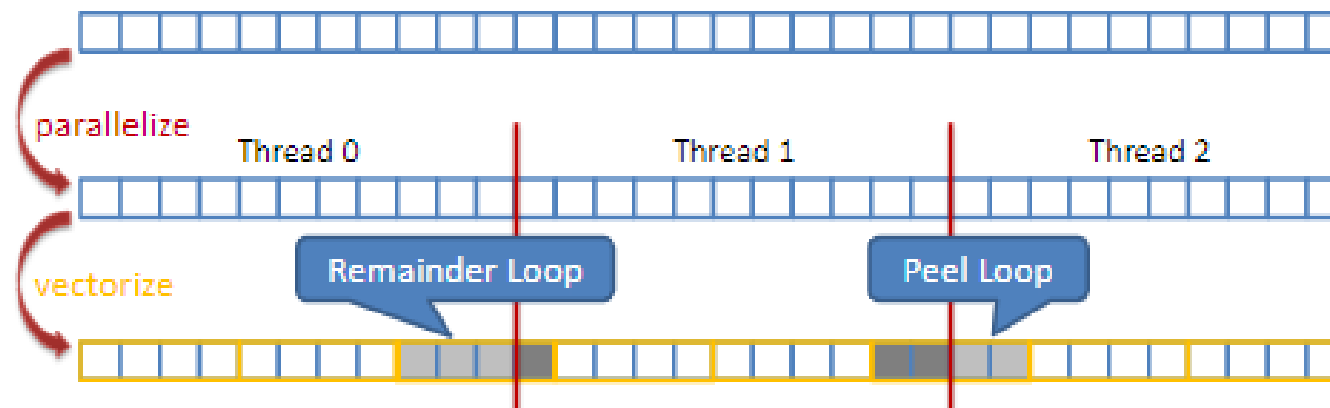 parallelize
Thread 0
Thread 1
Thread 2
Remainder Loop
Peel Loop
vectorize